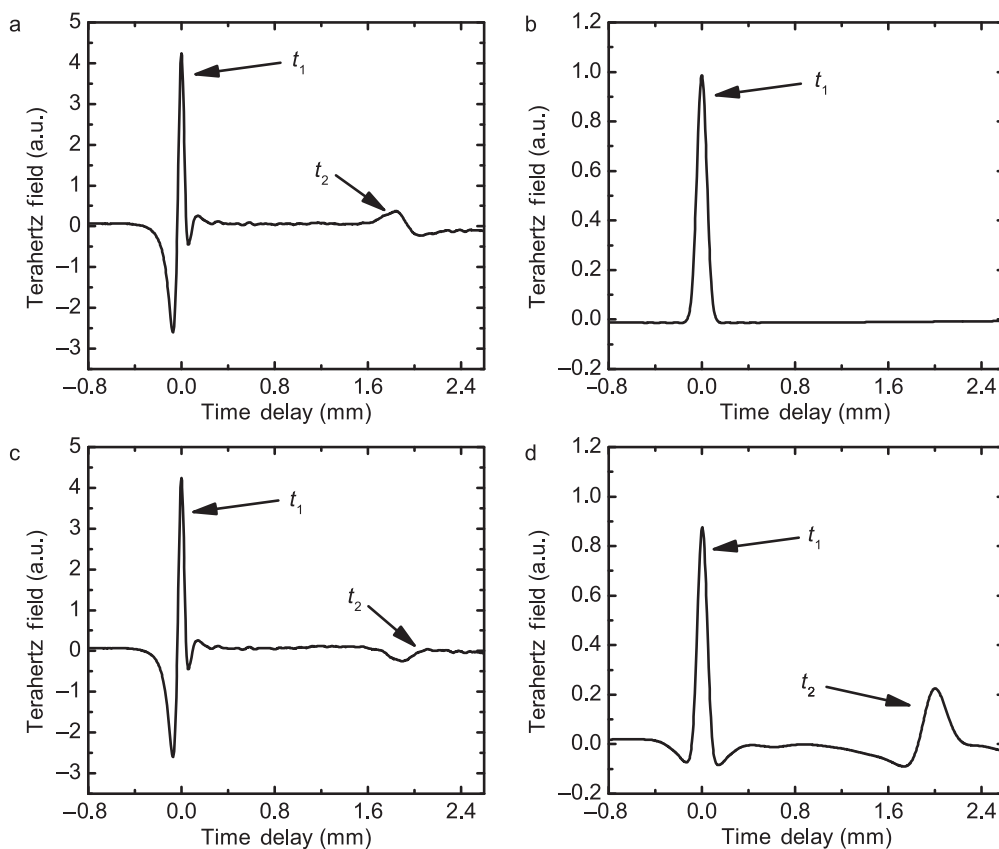 a
Terahertz field (a.u.)
5
4
3
2
1
0
–1
–2
–3
–0.8
0.0
0.8
1.6
2.4
Time delay (mm)
t1
t2
b
Terahertz field (a.u.)
1.2
1.0
0.8
0.6
0.4
0.2
0.0
–0.2
–0.8
0.0
0.8
1.6
2.4
Time delay (mm)
t1
c
Terahertz field (a.u.)
5
4
3
2
1
0
–1
–2
–3
–0.8
0.0
0.8
1.6
2.4
Time delay (mm)
t1
t2
d
Terahertz field (a.u.)
1.2
1.0
0.8
0.6
0.4
0.2
0.0
–0.2
–0.8
0.0
0.8
1.6
2.4
Time delay (mm)
t1
t2